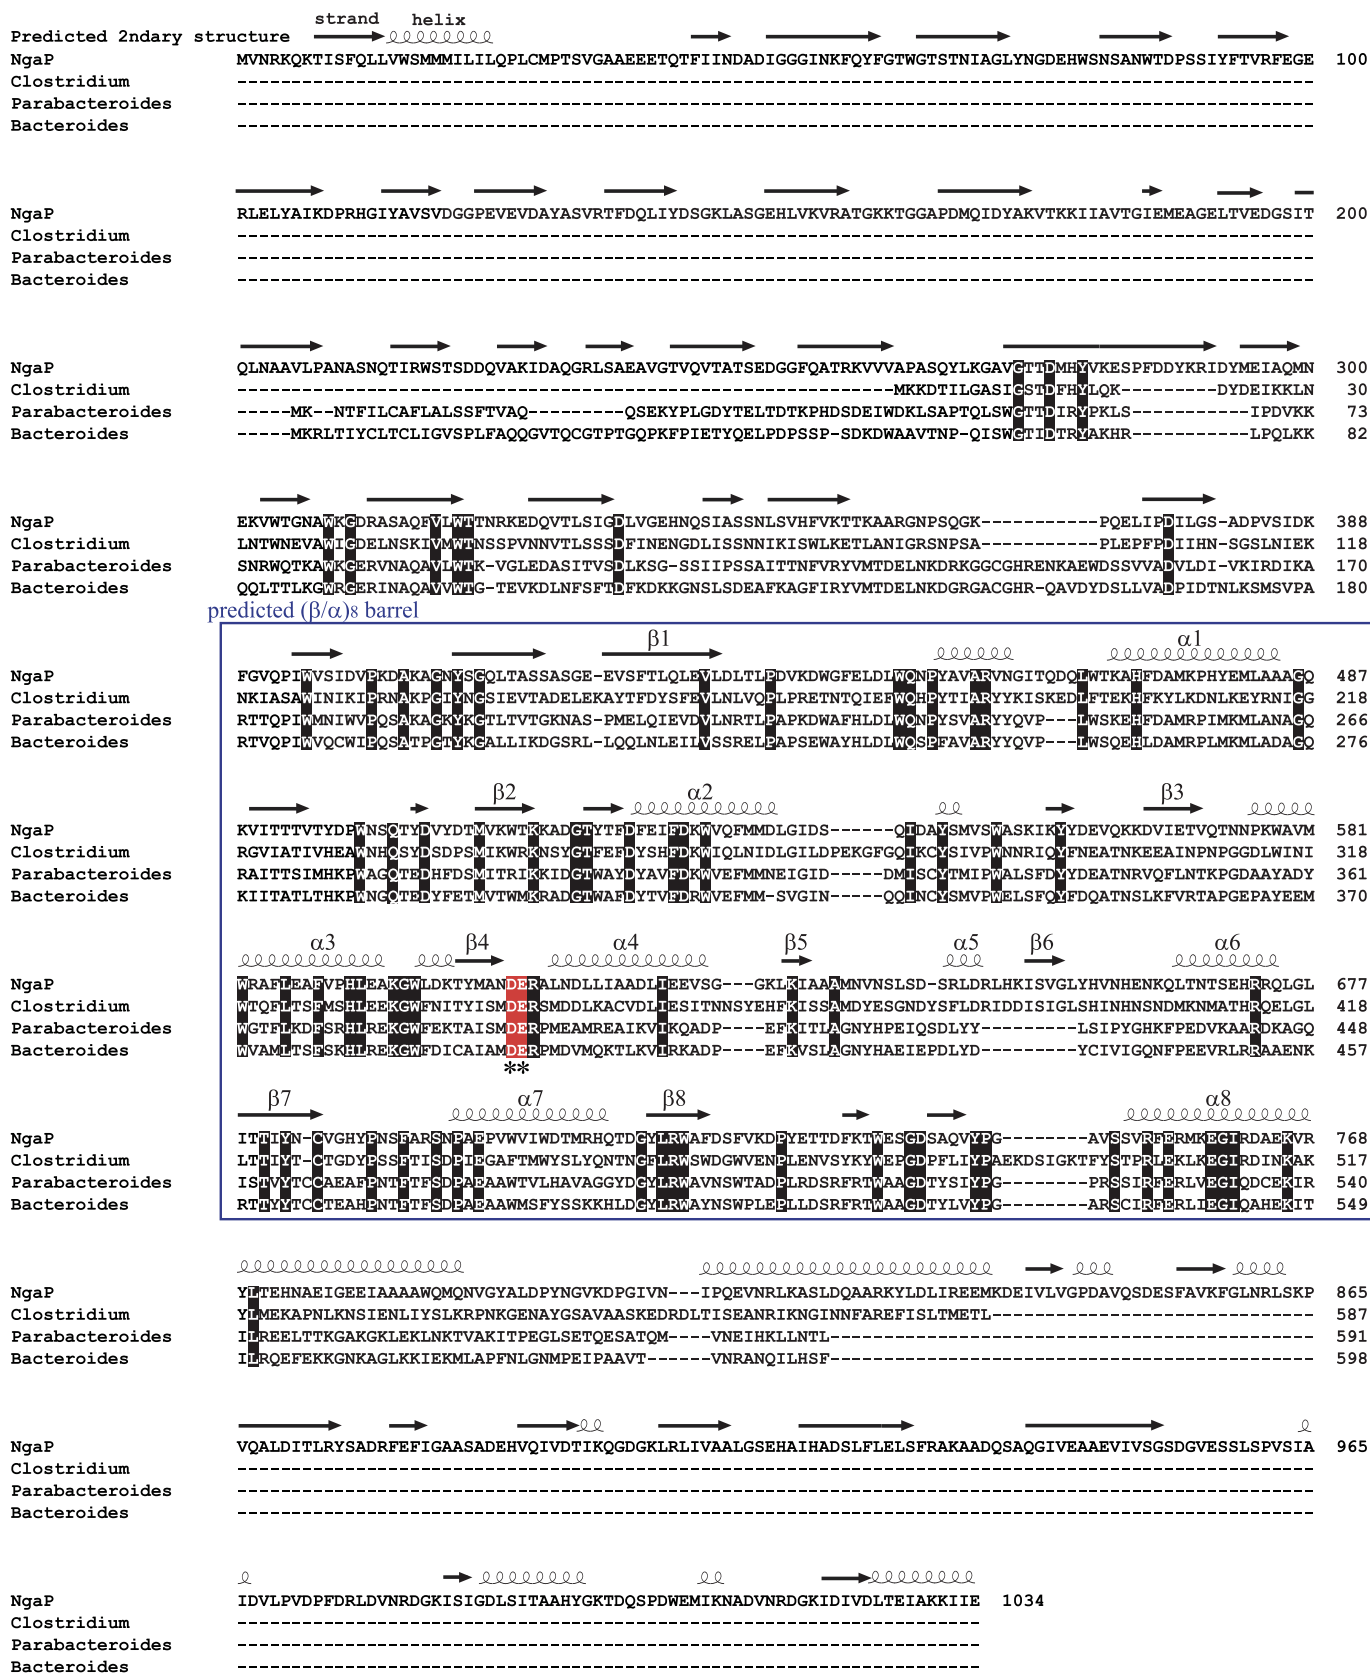 strand helix
Predicted 2ndary structure
NgaP MVNRKQKTISFQLLVWSMMMILILQPLCMPTSVGAAEEETQTFIINDADIGGGINKFQYFGTWGTSTNIAGLYNGDEHWSNSANWTDPSSIYFTVRFEGE 100
Clostridium ----------------------------------------------------------------------------------------------------
Parabacteroides ----------------------------------------------------------------------------------------------------
Bacteroides ----------------------------------------------------------------------------------------------------
NgaP RLELYAIKDPRHGIYAVSVDGGPEVEVDAYASVRTFDQLIYDSGKLASGEHLVKVRATGKKTGGAPDMQIDYAKVTKKIIAVTGIEMEAGELTVEDGSIT 200
Clostridium ----------------------------------------------------------------------------------------------------
Parabacteroides ----------------------------------------------------------------------------------------------------
Bacteroides ----------------------------------------------------------------------------------------------------
NgaP QLNAAVLPANASNQTIRWSTSDDQVAKIDAQGRLSAEAVGTVQVTATSEDGGFQATRKVVVAPASQYLKGAVGTTDMHYVKESPFDDYKRIDYMEIAQMN 300
Clostridium -------------------------------------------------------------MKKDTILGASIGSTDFHYLQK---------DYDEIKKLN 30
Parabacteroides -----MK--NTFILCAFLALSSFTVAQ---------QSEKYPLGDYTELTDTKPHDSDEIWDKLSAPTQLSWGTTDIRYPKLS-----------IPDVKK 73
Bacteroides -----MKRLTIYCLTCLIGVSPLFAQQGVTQCGTPTGQPKFPIETYQELPDPSSP-SDKDWAAVTNP-QISWGTIDTRYAKHR-----------LPQLKK 82
NgaP EKVWTGNAWKGDRASAQFVLWTTNRKEDQVTLSIGDLVGEHNQSIASSNLSVHFVKTTKAARGNPSQGK-----------PQELIPDILGS-ADPVSIDK 388
Clostridium LNTWNEVAWIGDELNSKIVMWTNSSPVNNVTLSSSDFINENGDLISSNNIKISWLKETLANIGRSNPSA-----------PLEPFPDIIHN-SGSLNIEK 118
Parabacteroides SNRWQTKAWKGERVNAQAVLWTK-VGLEDASITVSDLKSG-SSIIPSSAITTNFVRYVMTDELNKDRKGGCGHRENKAEWDSSVVADVLDI-VKIRDIKA 170
Bacteroides QQLTTLKGWRGERINAQAVVWTG-TEVKDLNFSFTDFKDKKGNSLSDEAFKAGFIRYVMTDELNKDGRGACGHR-QAVDYDSLLVADPIDTNLKSMSVPA 180
predicted (β/α)8 barrel
β1 α1
NgaP FGVQPIWVSIDVPKDAKAGNYSGQLTASSASGE-EVSFTLQLEVLDLTLPDVKDWGFELDLWQNPYAVARVNGITQDQLWTKAHFDAMKPHYEMLAAAGQ 487
Clostridium NKIASAWINIKIPRNAKPGIYNGSIEVTADELEKAYTFDYSFEVLNLVQPLPRETNTQIEFWQHPYTIARYYKISKEDLFTEKHFKYLKDNLKEYRNIGG 218
Parabacteroides RTTQPIWMNIWVPQSAKAGKYKGTLTVTGKNAS-PMELQIEVDVLNRTLPAPKDWAFHLDLWQNPYSVARYYQVP---LWSKEHFDAMRPIMKMLANAGQ 266
Bacteroides RTVQPIWVQCWIPQSATPGTYKGALLIKDGSRL-LQQLNLEILVSSRELPAPSEWAYHLDLWQSPFAVARYYQVP---LWSQEHLDAMRPLMKMLADAGQ 276
β2 α2 β3
NgaP KVITTTVTYDPWNSQTYDVYDTMVKWTKKADGTYTFDFEIFDKWVQFMMDLGIDS------QIDAYSMVSWASKIKYYDEVQKKDVIETVQTNNPKWAVM 581
Clostridium RGVIATIVHEAWNHQSYDSDPSMIKWRKNSYGTFEFDYSHFDKWIQLNIDLGILDPEKGFGQIKCYSIVPWNNRIQYFNEATNKEEAINPNPGGDLWINI 318
Parabacteroides RAITTSIMHKPWAGQTEDHFDSMITRIKKIDGTWAYDYAVFDKWVEFMMNEIGID------DMISCYTMIPWALSFDYYDEATNRVQFLNTKPGDAAYADY 361
Bacteroides KIITATLTHKPWNGQTEDYFETMVTWMKRADGTWAFDYTVFDRWVEFMM-SVGIN------QQINCYSMVPWELSFQYFDQATNSLKFVRTAPGEPAYEEM 370
α3 β4 α4 β5 α5 β6 α6
NgaP WRAFLEAFVPHLEAKGWLDKTYMANDERALNDLLIAADLIEEVSG---GKLKIAAAMNVNSLSD-SRLDRLHKISVGLYHVNHENKQLTNTSEHRRQLGL 677
Clostridium WTQFLTSFMSHLEEKGWFNITYISMDERSMDDLKACVDLIESITNNSYEHFKISSAMDYESGNDYSFLDRIDDISIGLSHINHNSNDMKNMATHRQELGL 418
Parabacteroides WGTFLKDFSRHLREKGWFEKTAISMDERPMEAMREAIKVIKQADP----EFKITLAGNYHPEIQSDLYY---------LSIPYGHKFPEDVKAARDKAGQ 448
Bacteroides WVAMLTSFSKHLREKGWFDICAIAMDERPMDVMQKTLKVIRKADP----EFKVSLAGNYHAEIEPDLYD---------YCIVIGQNFPEEVRLRRAAENK 457
**
β7 α7 β8 α8
NgaP ITTIYN-CVGHYPNSFARSNPAEPVWVIWDTMRHQTDGYLRWAFDSFVKDPYETTDFKTWESGDSAQVYPG---------AVSSVRFERMKEGIRDAEKVR 768
Clostridium LTTIYT-CTGDYPSSFTISDPIEGAFTMWYSLYQNTNGFLRWSWDGWVENPLENVSYKYWEPGDPFLIYPAEKDSIGKTFYSTPRLEKLKEGIRDINKAK 517
Parabacteroides ISTVYTCCAEAFPNTFTFSDPAEAAWTVLHAVAGGYDGYLRWAVNSWTADPLRDSRFRTWAAGDTYSIYPG--------PRSSIRFERLVEGIQDCEKIR 540
Bacteroides RTTYYTCCTEAHPNTFTFSDPAEAAWMSFYSSKKHLDGYLRWAYNSWPLEPLLDSRFRTWAAGDTYLVYPG--------ARSCIRFERLIEGIQAHEKIT 549
NgaP YLTEHNAEIGEEIAAAAWQMQNVGYALDPYNGVKDPGIVN---IPQEVNRLKASLDQAARKYLDLIREEMKDEIVLVGPDAVQSDESFAVKFGLNRLSKP 865
Clostridium YLMEKAPNLKNSIENLIYSLKRPNKGENAYGSAVAASKEDRDLTISEANRIKNGINNFAREFISLTMETL------------------------------ 587
Parabacteroides ILREELTTKGAKGKLEKLNKTVAKITPEGLSETQESATQM----VNEIHKLLNTL--------------------------------------------- 591
Bacteroides ILRQEFEKKGNKAGLKKIEKMLAPFNLGNMPEIPAAVT------VNRANQILHSF--------------------------------------------- 598
NgaP VQALDITLRYSADRFEFIGAASADEHVQIVDTIKQGDGKLRLIVAALGSEHAIHADSLFLELSFRAKAADQSAQGIVEAAEVIVSGSDGVESSLSPVSIA 965
Clostridium ----------------------------------------------------------------------------------------------------
Parabacteroides ----------------------------------------------------------------------------------------------------
Bacteroides ----------------------------------------------------------------------------------------------------
NgaP IDVLPVDPFDRLDVNRDGKISIGDLSITAAHYGKTDQSPDWEMIKNADVNRDGKIDIVDLTEIAKKIIE 1034
Clostridium ---------------------------------------------------------------------
Parabacteroides ---------------------------------------------------------------------
Bacteroides ---------------------------------------------------------------------